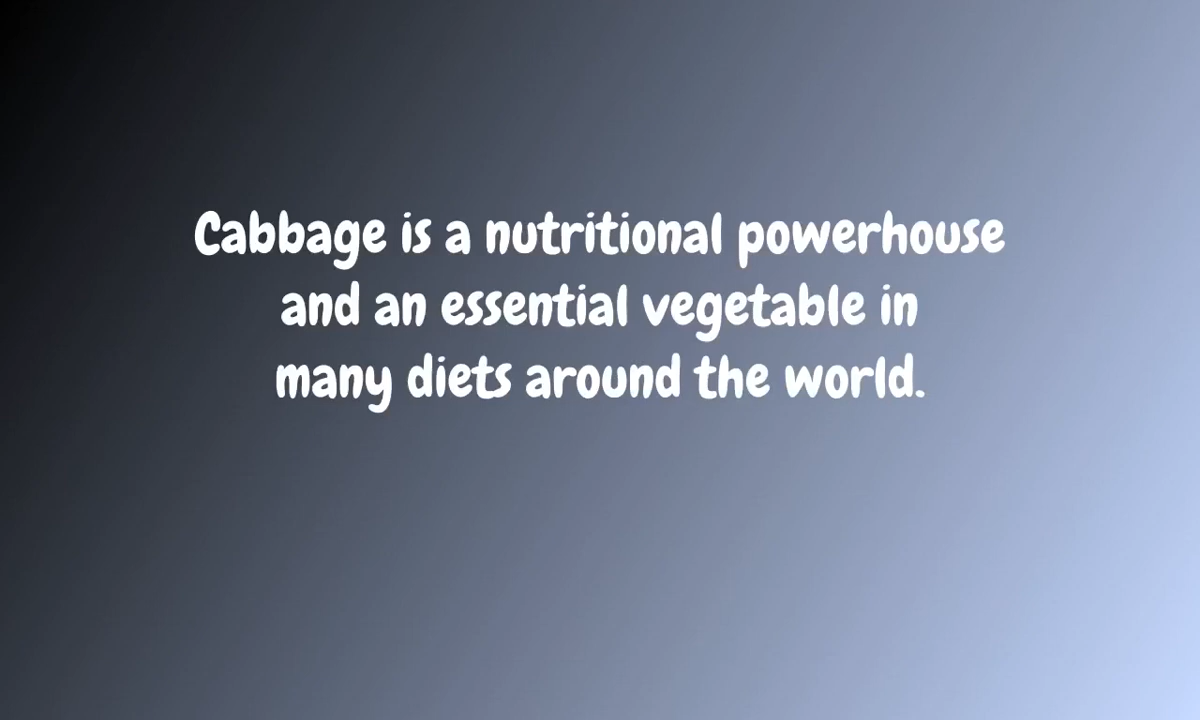 Cabbage is a nutritional powerhouse
and an essential vegetable in
many diets around the world.